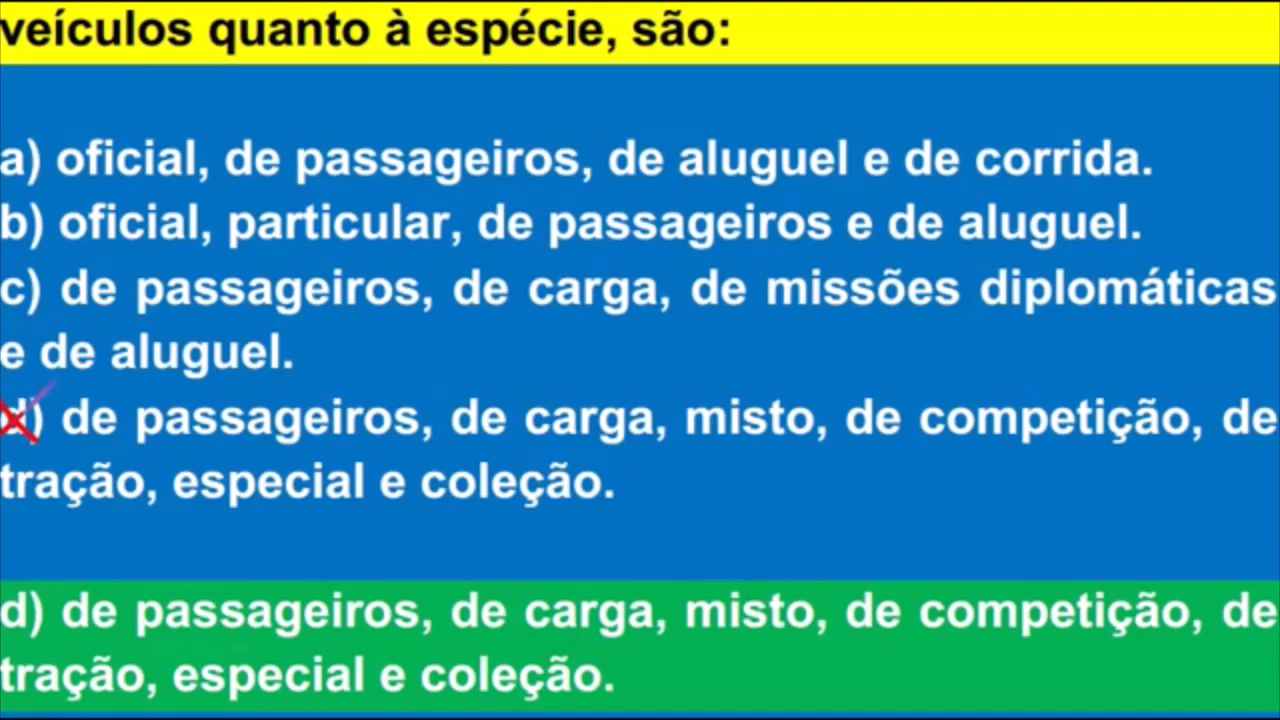 veículos quanto à espécie, são:
a) oficial, de passageiros, de aluguel e de corrida.
b) oficial, particular, de passageiros e de aluguel.
c) de passageiros, de carga, de missões diplomáticas
e de aluguel.
d) de passageiros, de carga, misto, de competição, de
tração, especial e coleção.
d) de passageiros, de carga, misto, de competição, de
tração, especial e coleção.